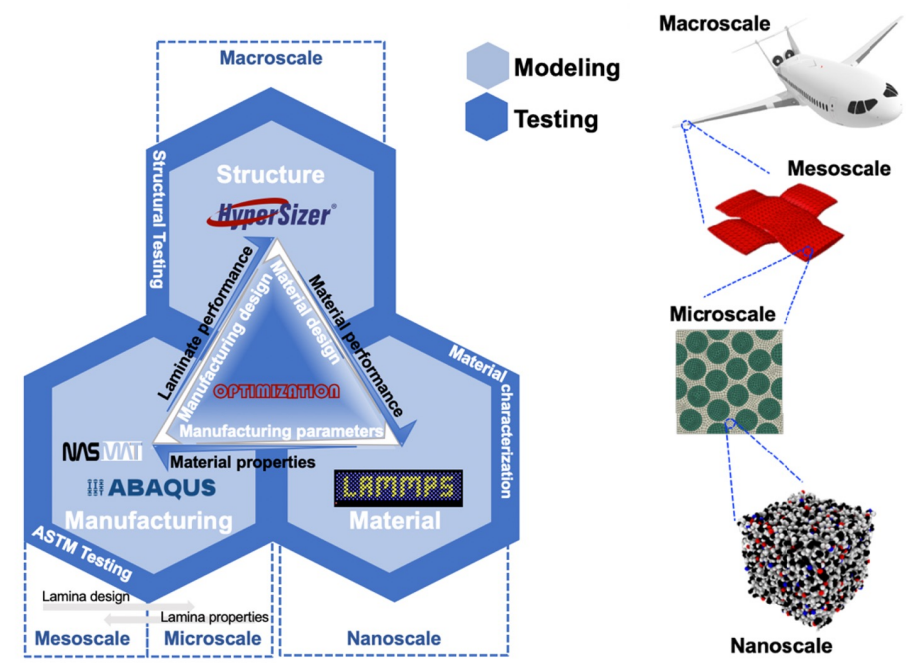 Macroscale
Modeling
Testing
Structural Testing
Structure
HyperSizer®
Laminate performance
Manufacturing design
Material design
Material performance
OPTIMIZATION
Manufacturing parameters
Material properties
Material characterization
NASMAT
ABAQUS
Manufacturing
LAMMPS
Material
ASTM Testing
Lamina design
Lamina properties
Mesoscale
Microscale
Nanoscale
Macroscale
Mesoscale
Microscale
Nanoscale